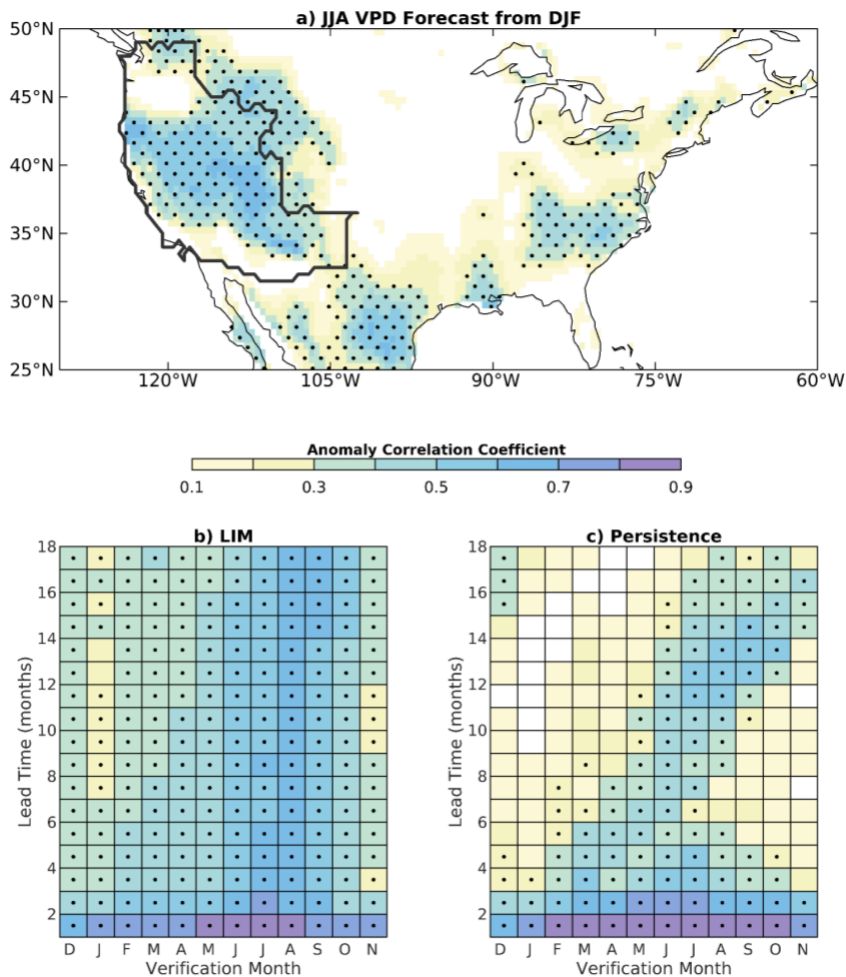 a) JJA VPD Forecast from DJF
50°N
45°N
40°N
35°N
30°N
25°N
120°W 105°W 90°W 75°W 60°W
Anomaly Correlation Coefficient
0.1 0.3 0.5 0.7 0.9
b) LIM
18
16
14
12
10
8
6
4
2
Lead Time (months)
D J F M A M J J A S O N
Verification Month
c) Persistence
18
16
14
12
10
8
6
4
2
Lead Time (months)
D J F M A M J J A S O N
Verification Month